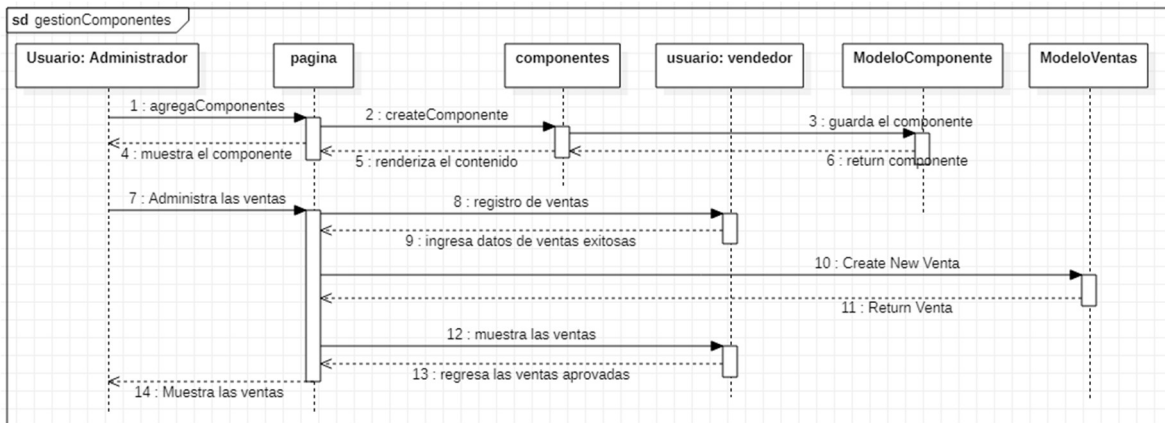 sd gestionComponentes
Usuario: Administrador
pagina
componentes
usuario: vendedor
ModeloComponente
ModeloVentas
1 : agregaComponentes
2 : createComponente
3 : guarda el componente
4 : muestra el componente
5 : renderiza el contenido
6 : return componente
7 : Administra las ventas
8 : registro de ventas
9 : ingresa datos de ventas exitosas
10 : Create New Venta
11 : Return Venta
12 : muestra las ventas
13 : regresa las ventas aprovadas
14 : Muestra las ventas